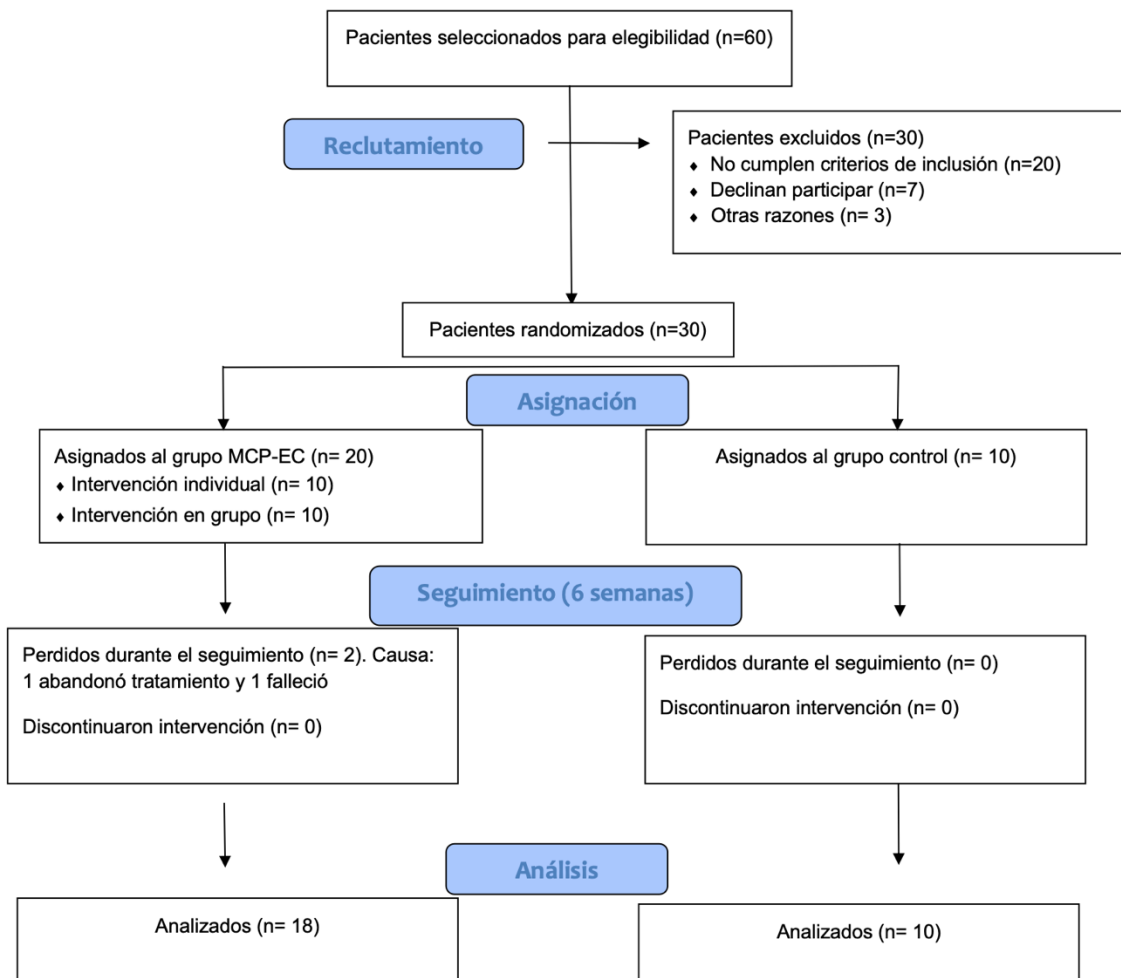 Pacientes seleccionados para elegibilidad (n=60)
Reclutamiento
Pacientes excluidos (n=30)
♦ No cumplen criterios de inclusión (n=20)
♦ Declinan participar (n=7)
♦ Otras razones (n= 3)
Pacientes randomizados (n=30)
Asignación
Asignados al grupo MCP-EC (n= 20)
♦ Intervención individual (n= 10)
♦ Intervención en grupo (n= 10)
Asignados al grupo control (n= 10)
Seguimiento (6 semanas)
Perdidos durante el seguimiento (n= 2). Causa:
1 abandonó tratamiento y 1 falleció
Discontinuaron intervención (n= 0)
Perdidos durante el seguimiento (n= 0)
Discontinuaron intervención (n= 0)
Análisis
Analizados (n= 18)
Analizados (n= 10)